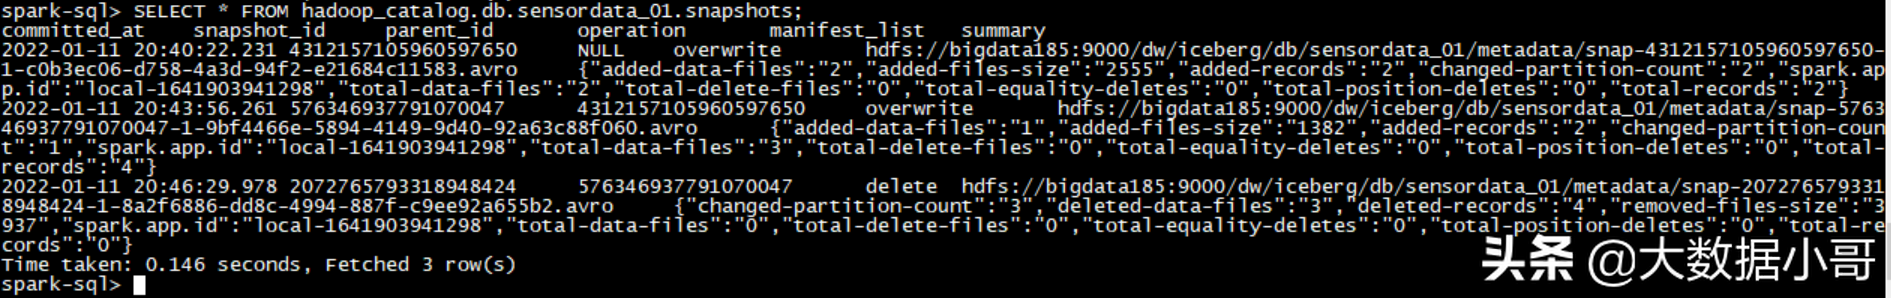 spark-sql> SELECT * FROM hadoop_catalog.db.sensordata_01.snapshots;
committed_at    snapshot_id     parent_id       operation       manifest_list   summary
2022-01-11 20:40:22.231 4312157105960597650     NULL    overwrite       hdfs://bigdata185:9000/dw/iceberg/db/sensordata_01/metadata/snap-4312157105960597650-
1-c0b3ec06-d758-4a3d-94f2-e21684c11583.avro     {"added-data-files":"2","added-files-size":"2555","added-records":"2","changed-partition-count":"2","spark.ap
p.id":"local-1641903941298","total-data-files":"2","total-delete-files":"0","total-equality-deletes":"0","total-position-deletes":"0","total-records":"2"}
2022-01-11 20:43:56.261 576346937791070047      4312157105960597650     overwrite       hdfs://bigdata185:9000/dw/iceberg/db/sensordata_01/metadata/snap-5763
46937791070047-1-9bf4466e-5894-4149-9d40-92a63c88f060.avro      {"added-data-files":"1","added-files-size":"1382","added-records":"2","changed-partition-coun
t":"1","spark.app.id":"local-1641903941298","total-data-files":"3","total-delete-files":"0","total-equality-deletes":"0","total-position-deletes":"0","total-
records":"4"}
2022-01-11 20:46:29.978 2072765793318948424     576346937791070047      delete  hdfs://bigdata185:9000/dw/iceberg/db/sensordata_01/metadata/snap-207276579331
8948424-1-8a2f6886-dd8c-4994-887f-c9ee92a655b2.avro     {"changed-partition-count":"3","deleted-data-files":"3","deleted-records":"4","removed-files-size":"3
937","spark.app.id":"local-1641903941298","total-data-files":"0","total-delete-files":"0","total-equality-deletes":"0","total-position-deletes":"0","total-re
cords":"0"}
Time taken: 0.146 seconds, Fetched 3 row(s)
spark-sql>
头条 @大数据小哥